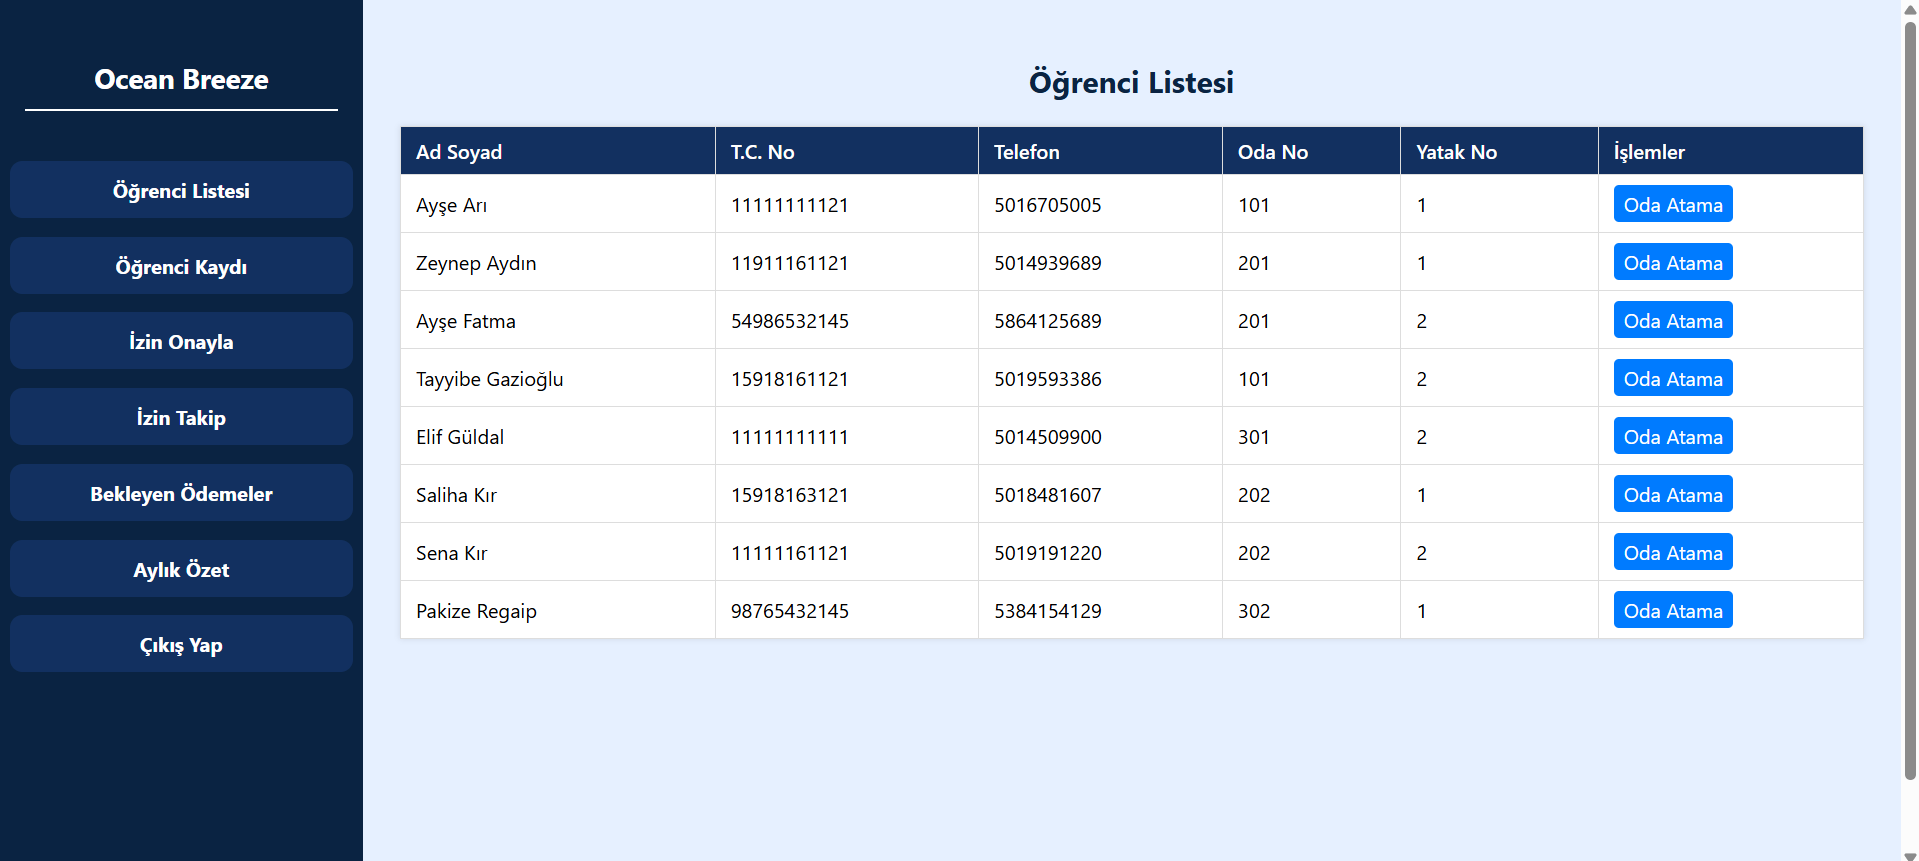 Ocean Breeze
Öğrenci Listesi
Öğrenci Kaydı
İzin Onayla
İzin Takip
Bekleyen Ödemeler
Aylık Özet
Çıkış Yap
Öğrenci Listesi
Ad Soyad T.C. No Telefon Oda No Yatak No İşlemler
Ayşe Arı 11111111121 5016705005 101 1 Oda Atama
Zeynep Aydın 11911161121 5014939689 201 1 Oda Atama
Ayşe Fatma 54986532145 5864125689 201 2 Oda Atama
Tayyibe Gazioğlu 15918161121 5019593386 101 2 Oda Atama
Elif Güldal 11111111111 5014509900 301 2 Oda Atama
Saliha Kır 15918163121 5018481607 202 1 Oda Atama
Sena Kır 11111161121 5019191220 202 2 Oda Atama
Pakize Regaip 98765432145 5384154129 302 1 Oda Atama